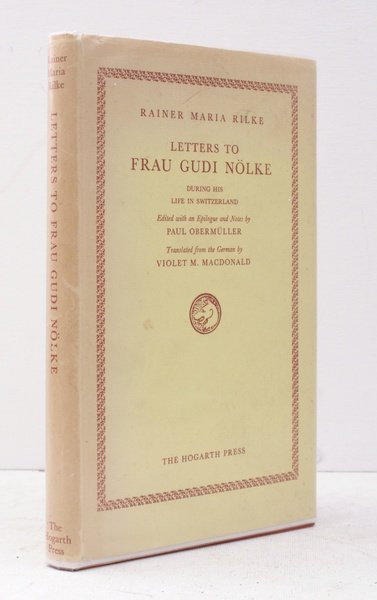 Rainer
Maria
Rilke
LETTERS TO FRAU GUDI NÖLKE
The
Hogarth
Press
RAINER MARIA RILKE
LETTERS TO
FRAU GUDI NÖLKE
DURING HIS
LIFE IN SWITZERLAND
Edited with an Epilogue and Notes by
PAUL OBERMÜLLER
Translated from the German by
VIOLET M. MACDONALD
THE HOGARTH PRESS